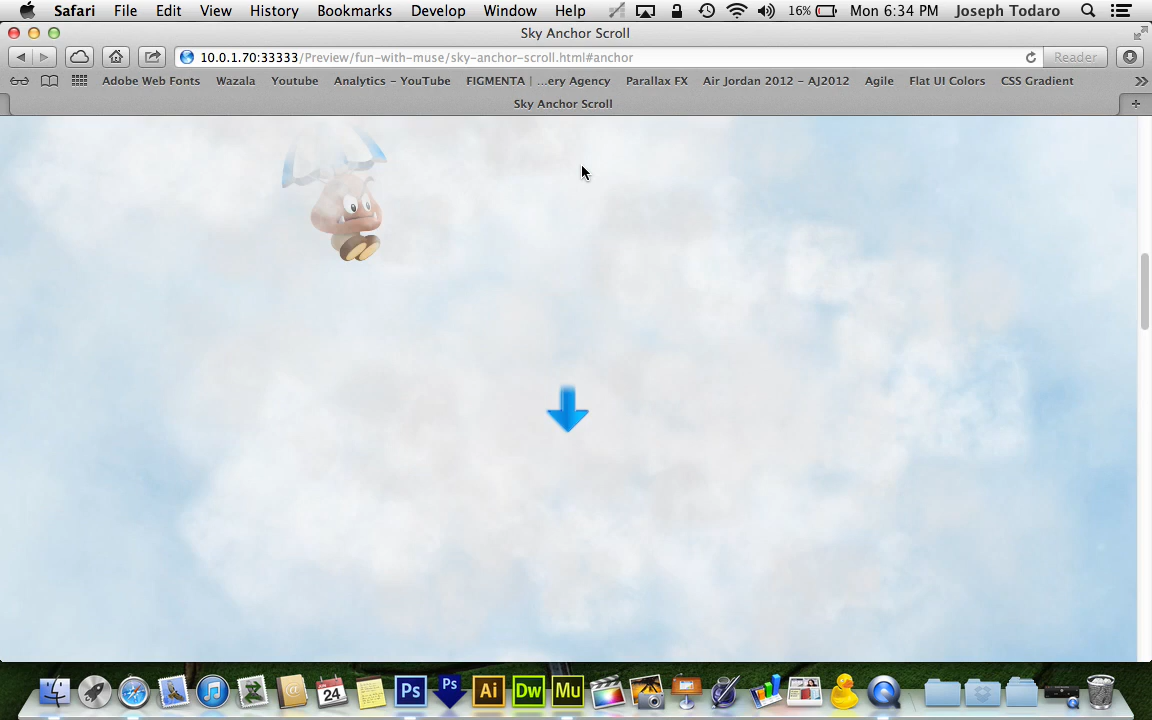 Safari File Edit View History Bookmarks Develop Window Help 16% Mon 6:34 PM Joseph Todaro
Sky Anchor Scroll
10.0.1.70:33333/Preview/fun-with-muse/sky-anchor-scroll.html#anchor Reader
Adobe Web Fonts Wazala Youtube Analytics - YouTube FIGMENTA | ...ery Agency Parallax FX Air Jordan 2012 - AJ2012 Agile Flat UI Colors CSS Gradient
Sky Anchor Scroll
24 Ps Ps Ai Dw Mu